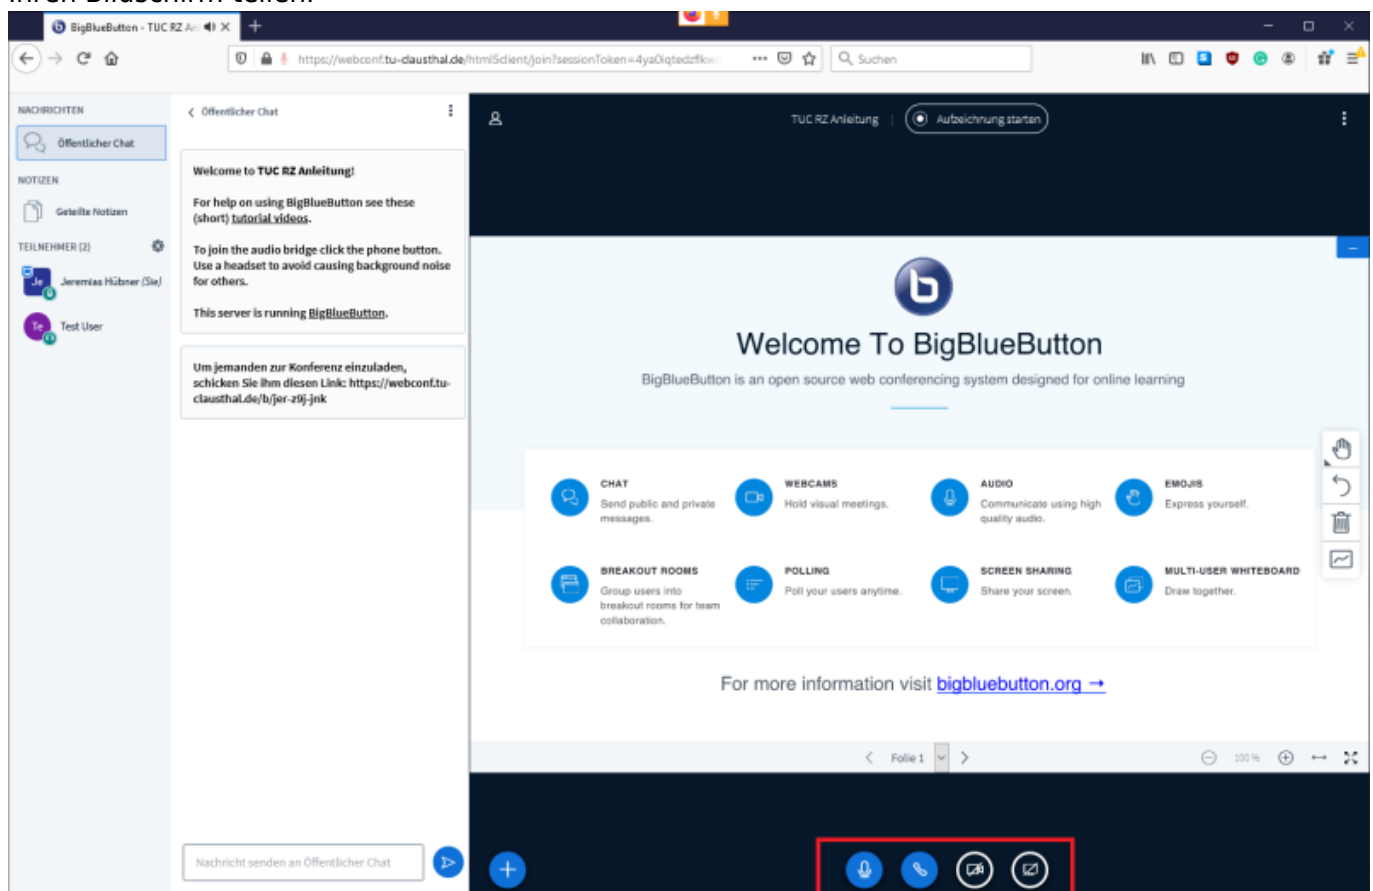 Ihren Bildschirm teilen.
BigBlueButton - TUC RZ An
https://webconf.tu-clausthal.de/html5client/join?sessionToken=4ya0iqtedzflkw
Suchen
NACHRICHTEN
Öffentlicher Chat
NOTIZEN
Geteilte Notizen
TEILNEHMER (2)
Je
Jeremias Hübner (Sie)
Te
Test User
Öffentlicher Chat
Welcome to TUC RZ Anleitung!
For help on using BigBlueButton see these
(short) tutorial videos.
To join the audio bridge click the phone button.
Use a headset to avoid causing background noise
for others.
This server is running BigBlueButton.
Um jemanden zur Konferenz einzuladen,
schicken Sie ihm diesen Link: https://webconf.tu-
clausthal.de/b/jer-z9j-jnk
Nachricht senden an Öffentlicher Chat
TUC RZ Anleitung | Aufzeichnung starten
Welcome To BigBlueButton
BigBlueButton is an open source web conferencing system designed for online learning
CHAT
Send public and private
messages.
WEBCAMS
Hold visual meetings.
AUDIO
Communicate using high
quality audio.
EMOJIS
Express yourself.
BREAKOUT ROOMS
Group users into
breakout rooms for team
collaboration.
POLLING
Poll your users anytime.
SCREEN SHARING
Share your screen.
MULTI-USER WHITEBOARD
Draw together.
For more information visit bigbluebutton.org →
Folie 1
100 %